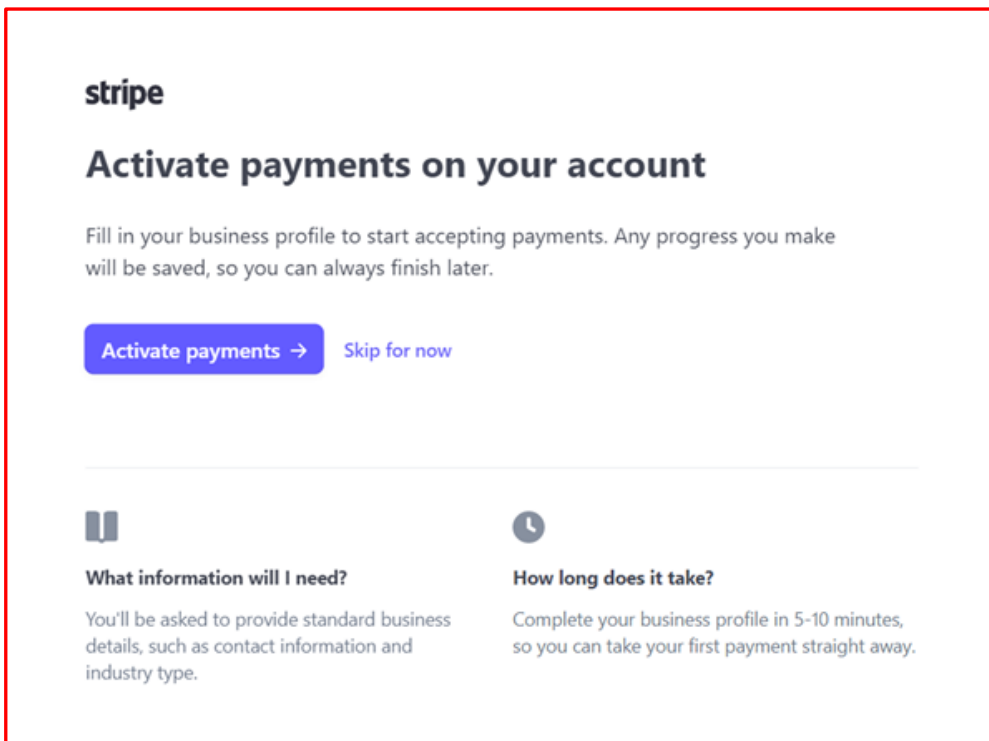 stripe
Activate payments on your account
Fill in your business profile to start accepting payments. Any progress you make
will be saved, so you can always finish later.
Activate payments → Skip for now
What information will I need?
You'll be asked to provide standard business
details, such as contact information and
industry type.
How long does it take?
Complete your business profile in 5-10 minutes,
so you can take your first payment straight away.